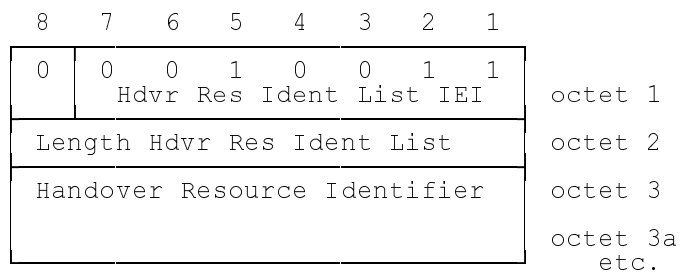 8 7 6 5 4 3 2 1
0 0 0 1 0 0 1 1
Hdvr Res Ident List IEI octet 1
Length Hdvr Res Ident List octet 2
Handover Resource Identifier octet 3
octet 3a
etc.